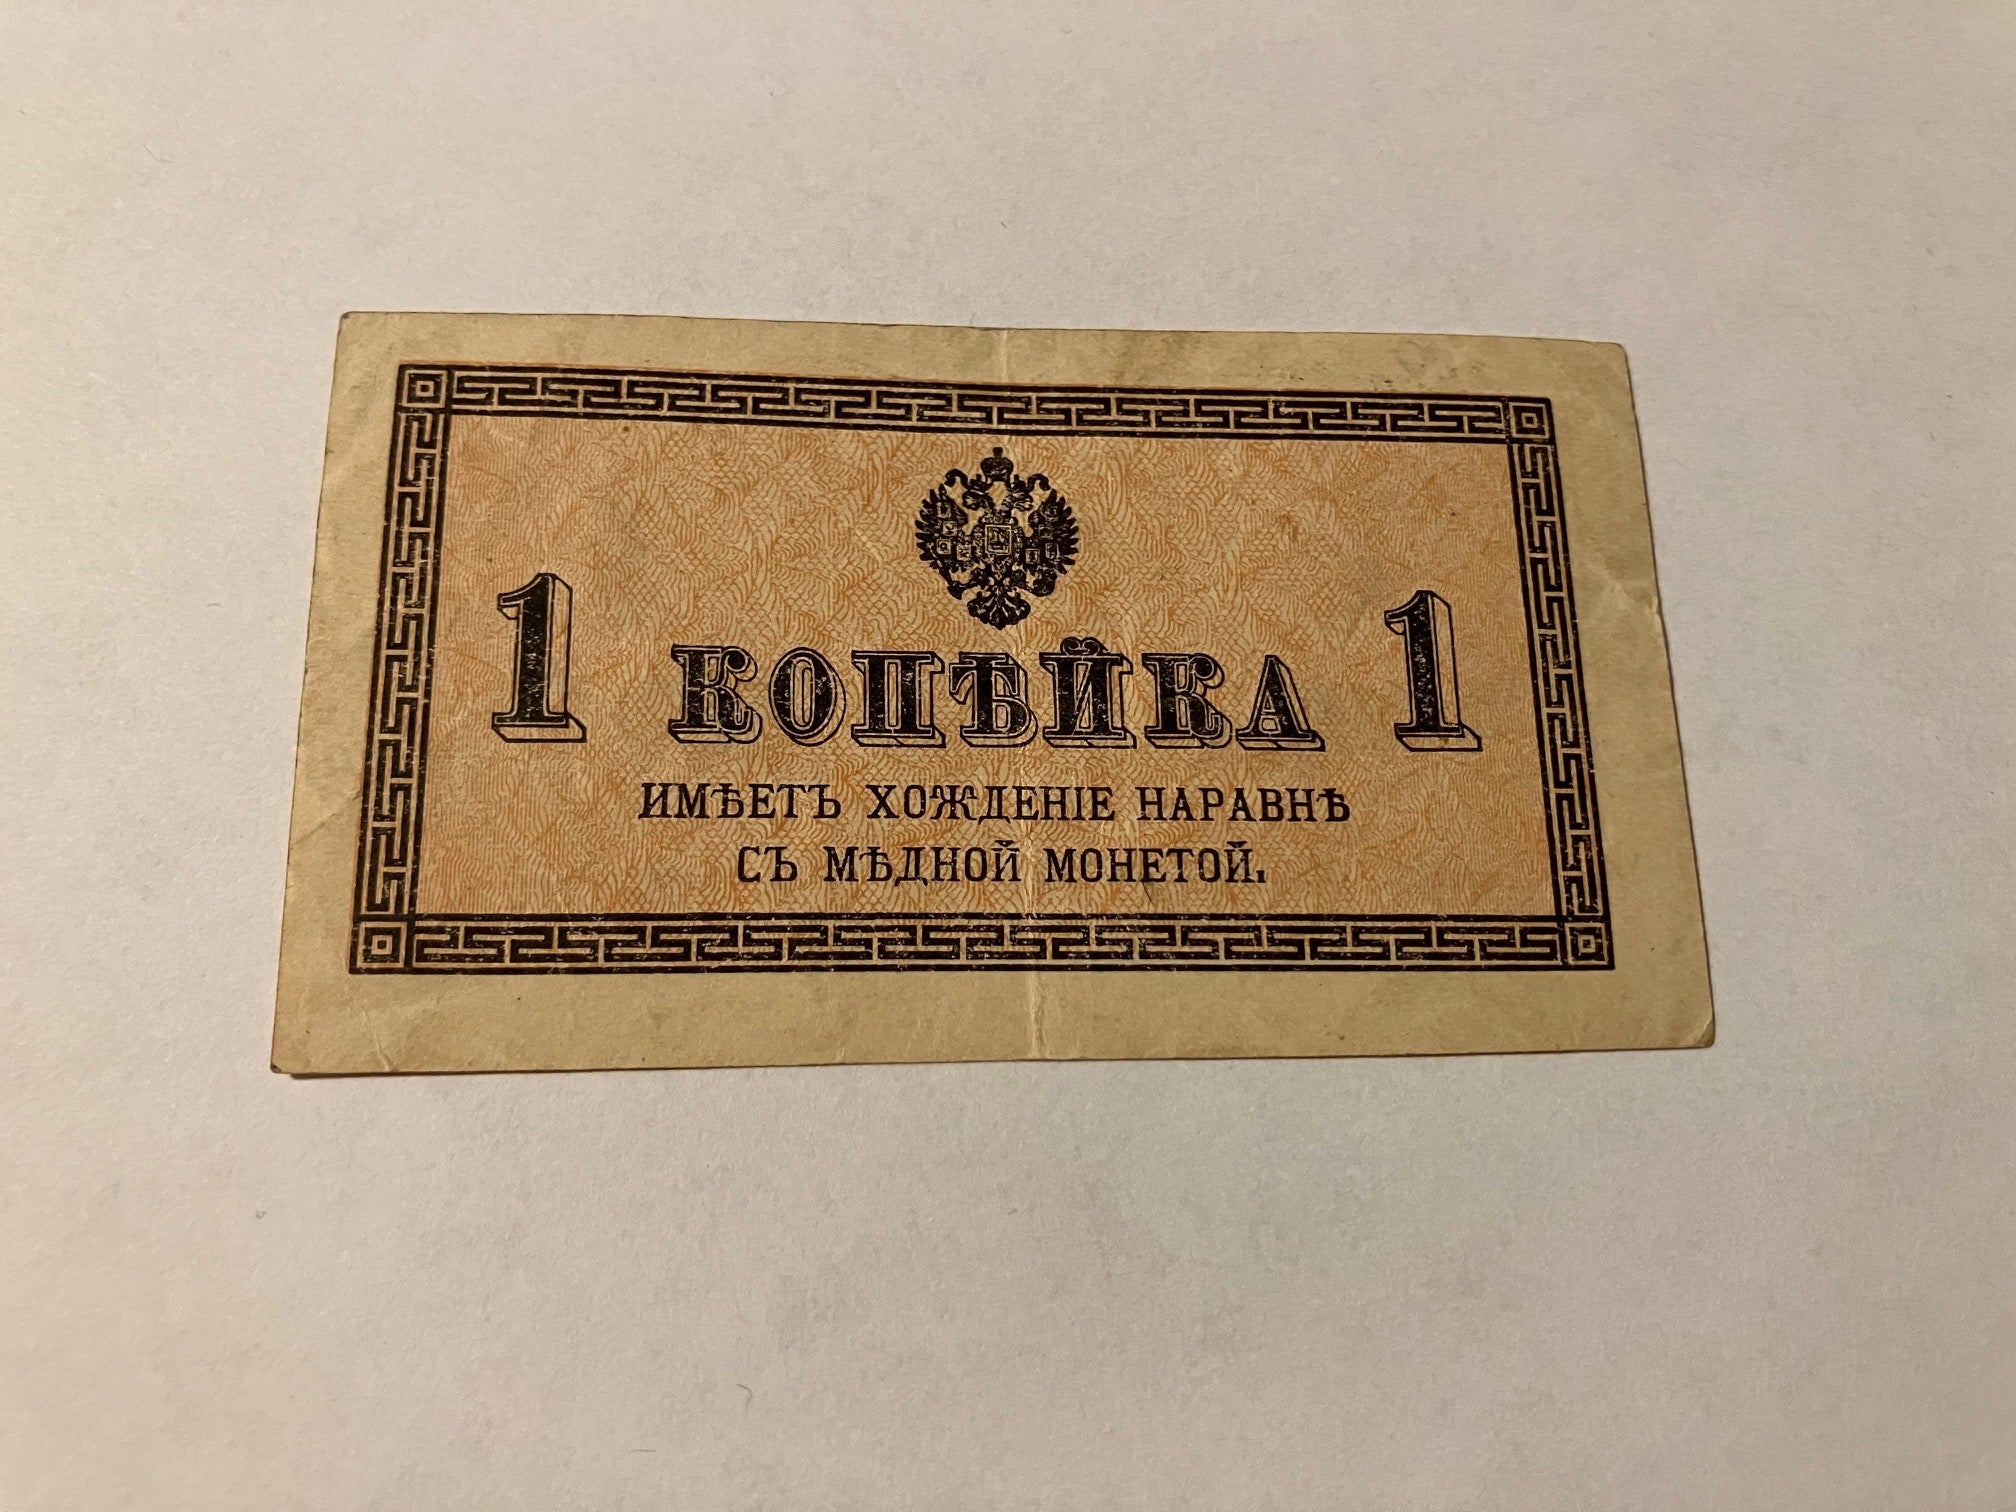 1 КОПѢЙКА 1
ИМѢЕТЪ ХОЖДЕНІЕ НАРАВНѢ
СЪ МѢДНОЙ МОНЕТОЙ.